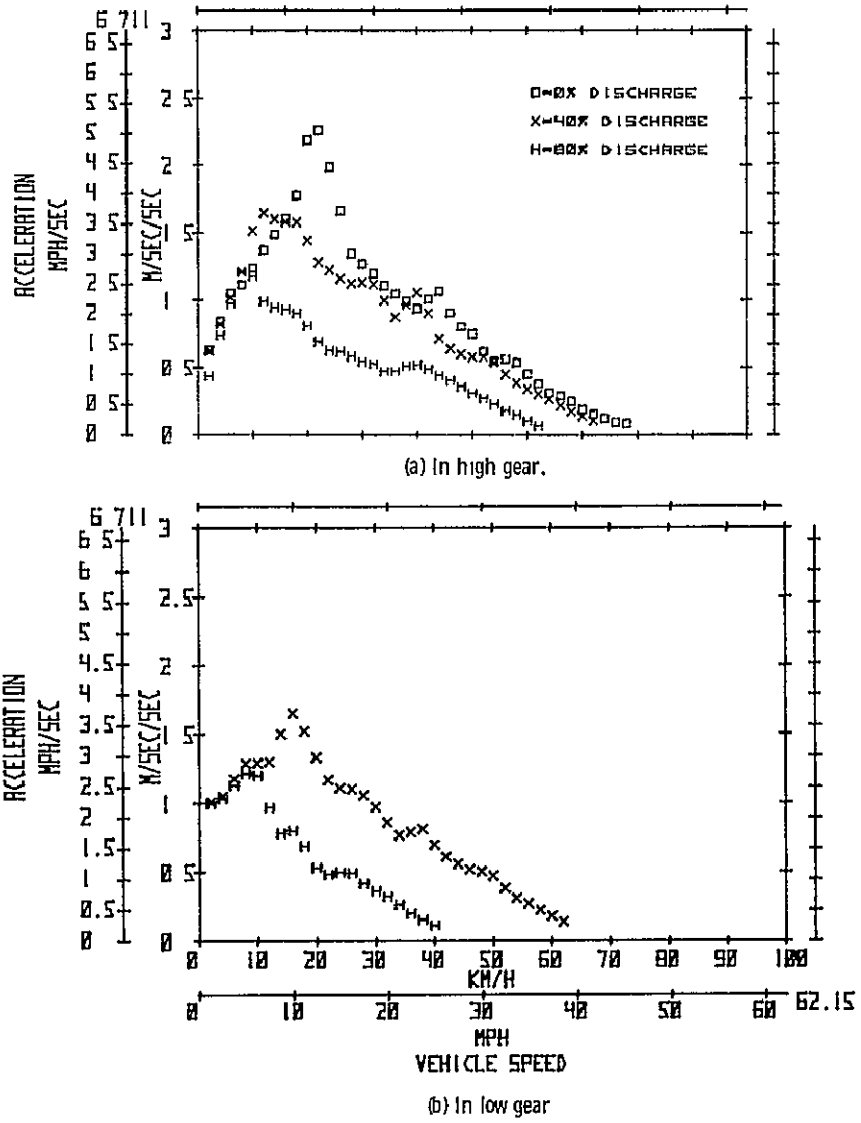 6 711
6 5
6
5 5
5
4 5
4
3 5
3
2 5
2
1 5
1
0 5
0
ACCELERATION
MPH/SEC
3
2 5
2
1 5
1
0 5
0
M/SEC/SEC
□=0% DISCHARGE
X=40% DISCHARGE
H=80% DISCHARGE
(a) In high gear.
6 711
6 5
6
5 5
5
4.5
4
3.5
3
2.5
2
1.5
1
0.5
0
ACCELERATION
MPH/SEC
3
2.5
2
1 5
1
0 5
0
M/SEC/SEC
0 10 20 30 40 50 60 70 80 90 100
KM/H
0 10 20 30 40 50 60 62.15
MPH
VEHICLE SPEED
(b) In low gear